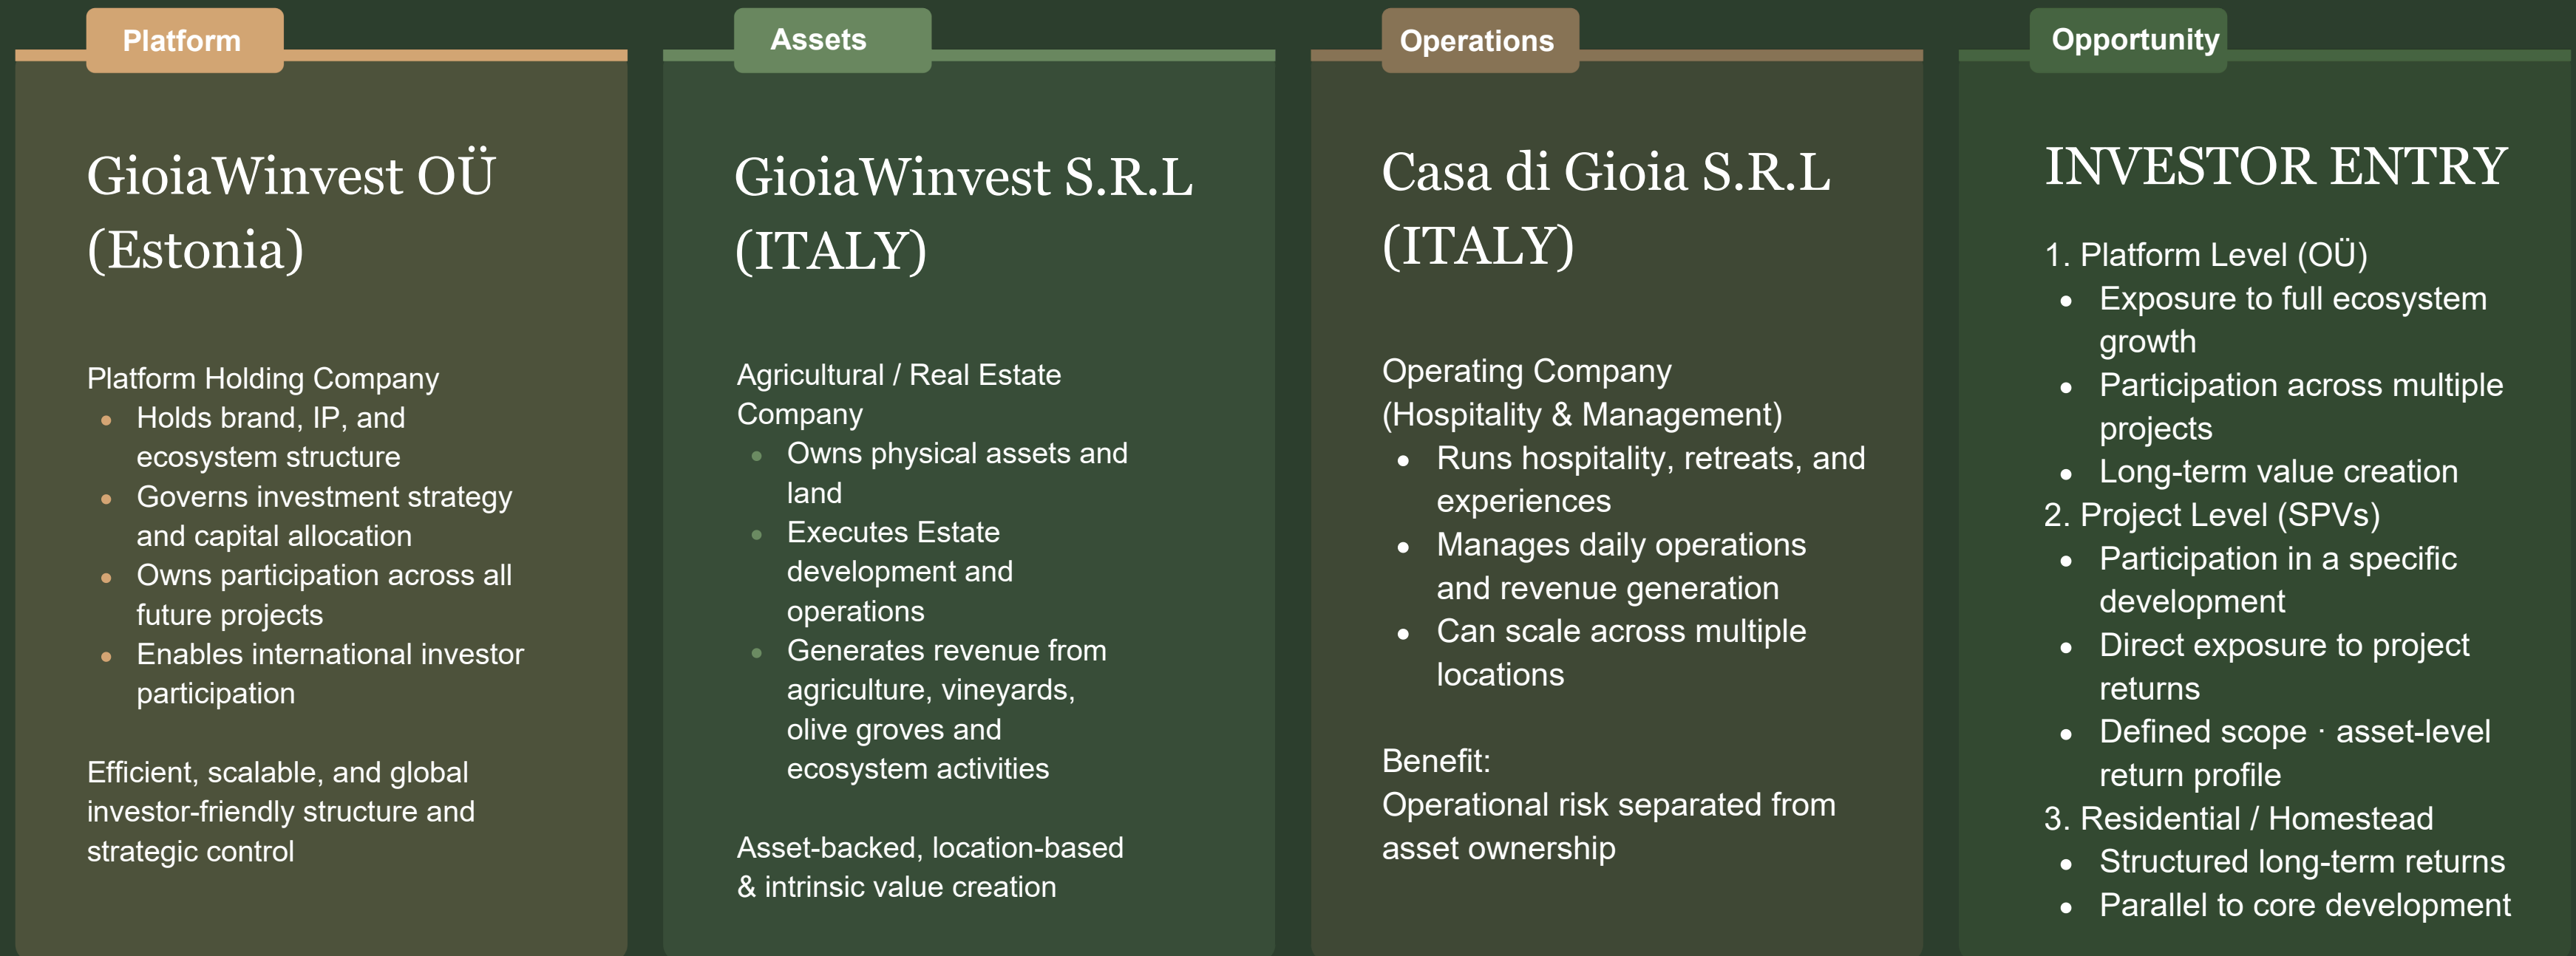 Platform
GioiaWinvest OÜ
(Estonia)
Platform Holding Company
• Holds brand, IP, and
ecosystem structure
• Governs investment strategy
and capital allocation
• Owns participation across all
future projects
• Enables international investor
participation
Efficient, scalable, and global
investor-friendly structure and
strategic control
Assets
GioiaWinvest S.R.L
(ITALY)
Agricultural / Real Estate
Company
• Owns physical assets and
land
• Executes Estate
development and
operations
• Generates revenue from
agriculture, vineyards,
olive groves and
ecosystem activities
Asset-backed, location-based
& intrinsic value creation
Operations
Casa di Gioia S.R.L
(ITALY)
Operating Company
(Hospitality & Management)
• Runs hospitality, retreats, and
experiences
• Manages daily operations
and revenue generation
• Can scale across multiple
locations
Benefit:
Operational risk separated from
asset ownership
Opportunity
INVESTOR ENTRY
1. Platform Level (OÜ)
• Exposure to full ecosystem
growth
• Participation across multiple
projects
• Long-term value creation
2. Project Level (SPVs)
• Participation in a specific
development
• Direct exposure to project
returns
• Defined scope · asset-level
return profile
3. Residential / Homestead
• Structured long-term returns
• Parallel to core development